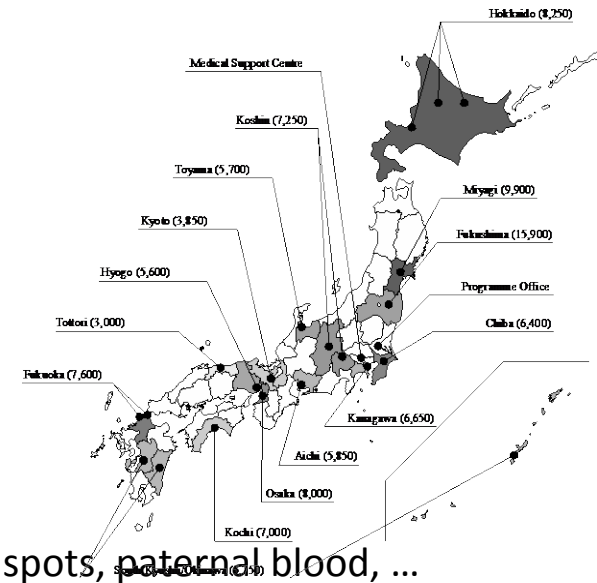 Hokkaido (8,250)
Medical Support Centre
Koshin (7,250)
Toyama (5,700)
Miyagi (9,900)
Kyoto (3,850)
Fukushima (15,900)
Hyogo (5,600)
Programme Office
Tottori (3,000)
Chiba (6,400)
Fukuoka (7,600)
Kanagawa (6,650)
Aichi (5,850)
Osaka (8,000)
Kochi (7,000)
spots, paternal blood, ...